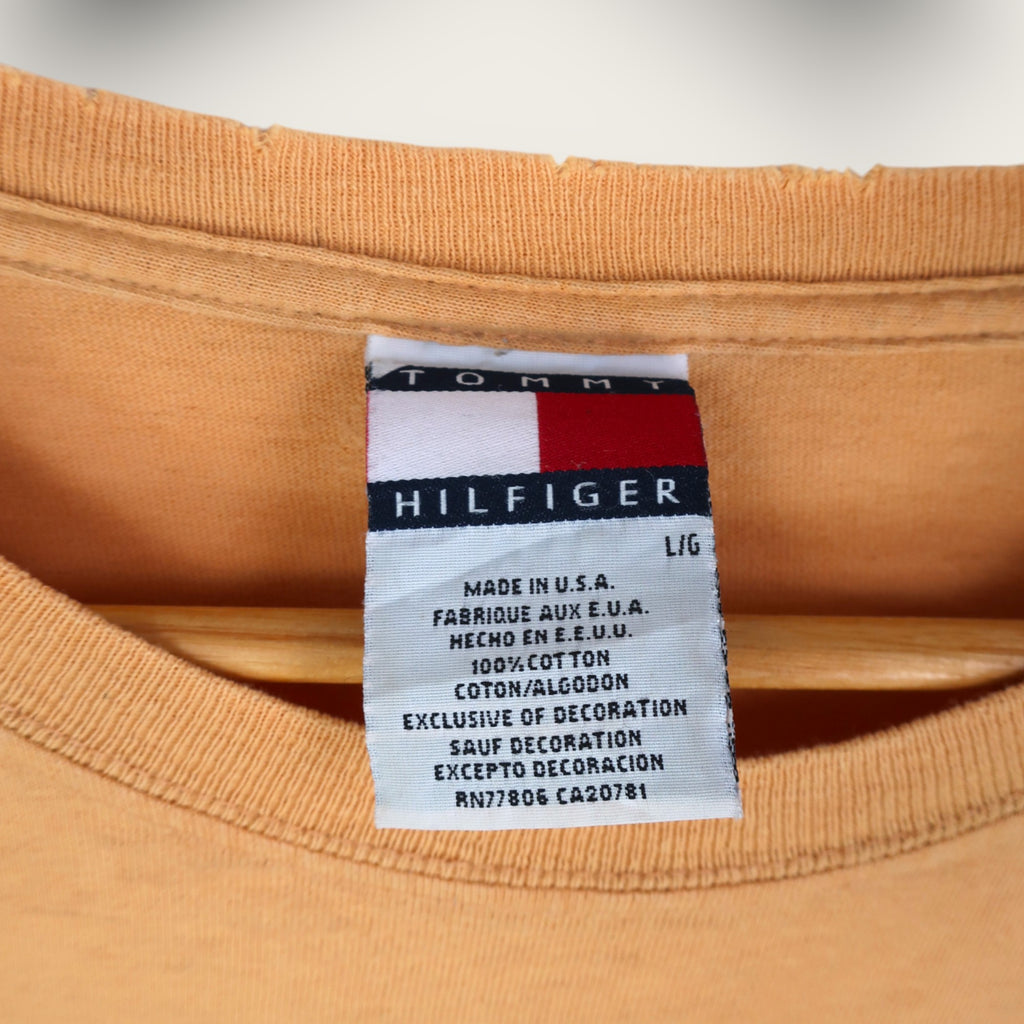 TOMMY
HILFIGER
L/G
MADE IN U.S.A.
FABRIQUE AUX E.U.A.
HECHO EN E.E.U.U.
100% COTTON
COTON/ALGODON
EXCLUSIVE OF DECORATION
SAUF DECORATION
EXCEPTO DECORACION
RN77806 CA20781